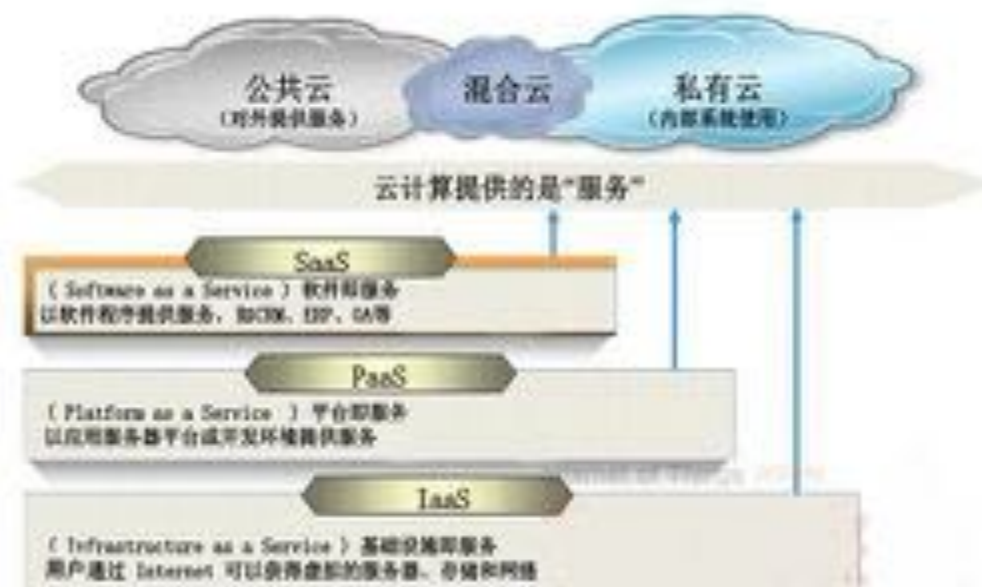 公共云
(对外提供服务)
混合云
私有云
(内部系统使用)
云计算提供的是“服务”
SaaS
( Software as a Service ) 软件即服务
以软件程序提供服务、如CRM、ERP、OA等
PaaS
( Platform as a Service ) 平台即服务
以应用服务器平台或开发环境提供服务
of Things
IaaS
( Infrastructure as a Service ) 基础设施即服务
用户通过 Internet 可以获得虚拟的服务器、存储和网络